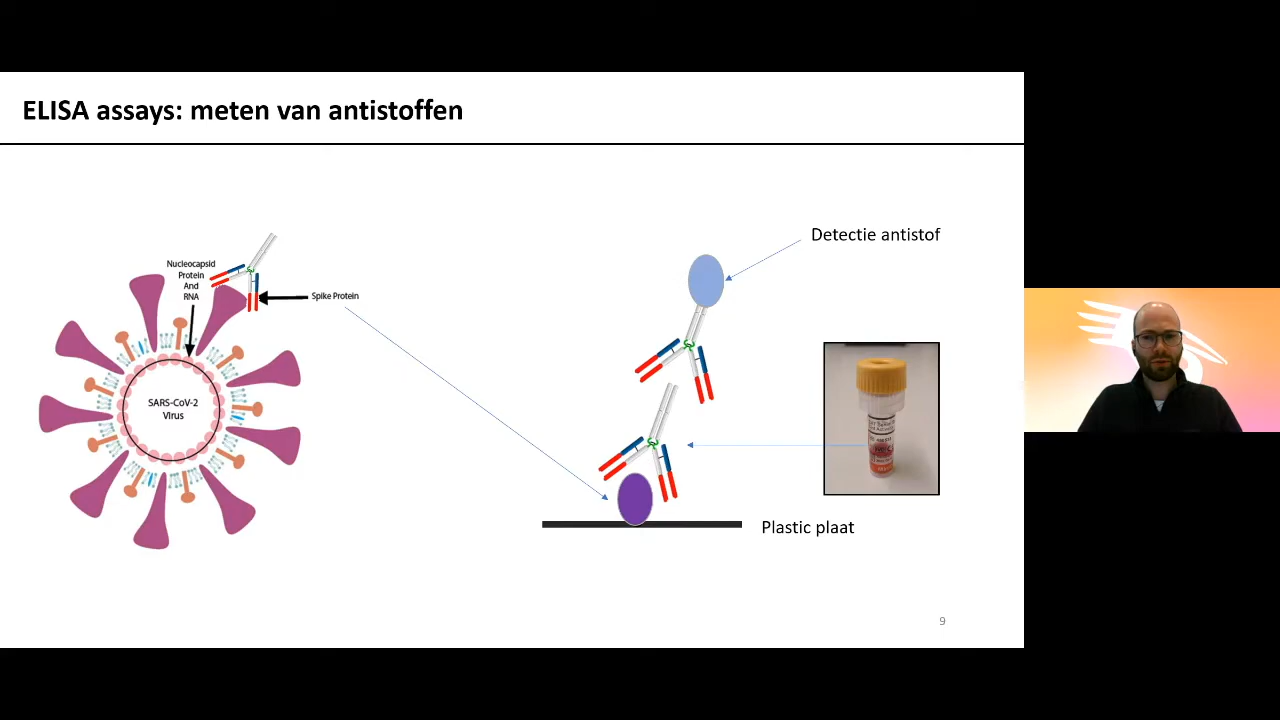 ELISA assays: meten van antistoffen
Detectie antistof
Nucleocapsid
Protein
And
RNA
Spike Protein
SARS-CoV-2
Virus
Plastic plaat
9